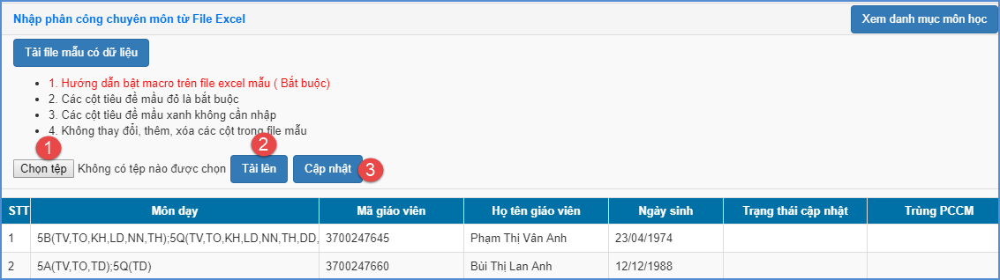 Nhập phân công chuyên môn từ File Excel
Xem danh mục môn học
Tải file mẫu có dữ liệu
1. Hướng dẫn bật macro trên file excel mẫu ( Bắt buộc)
2. Các cột tiêu đề mầu đỏ là bắt buộc
3. Các cột tiêu đề mầu xanh không cần nhập
4. Không thay đổi, thêm, xóa các cột trong file mẫu
1 2 3
Chọn tệp Không có tệp nào được chọn Tải lên Cập nhật
STT Môn dạy Mã giáo viên Họ tên giáo viên Ngày sinh Trạng thái cập nhật Trùng PCCM
1 5B(TV,TO,KH,LD,NN,TH);5Q(TV,TO,KH,LD,NN,TH,DD, 3700247645 Phạm Thị Vân Anh 23/04/1974
2 5A(TV,TO,TD);5Q(TD) 3700247660 Bùi Thị Lan Anh 12/12/1988